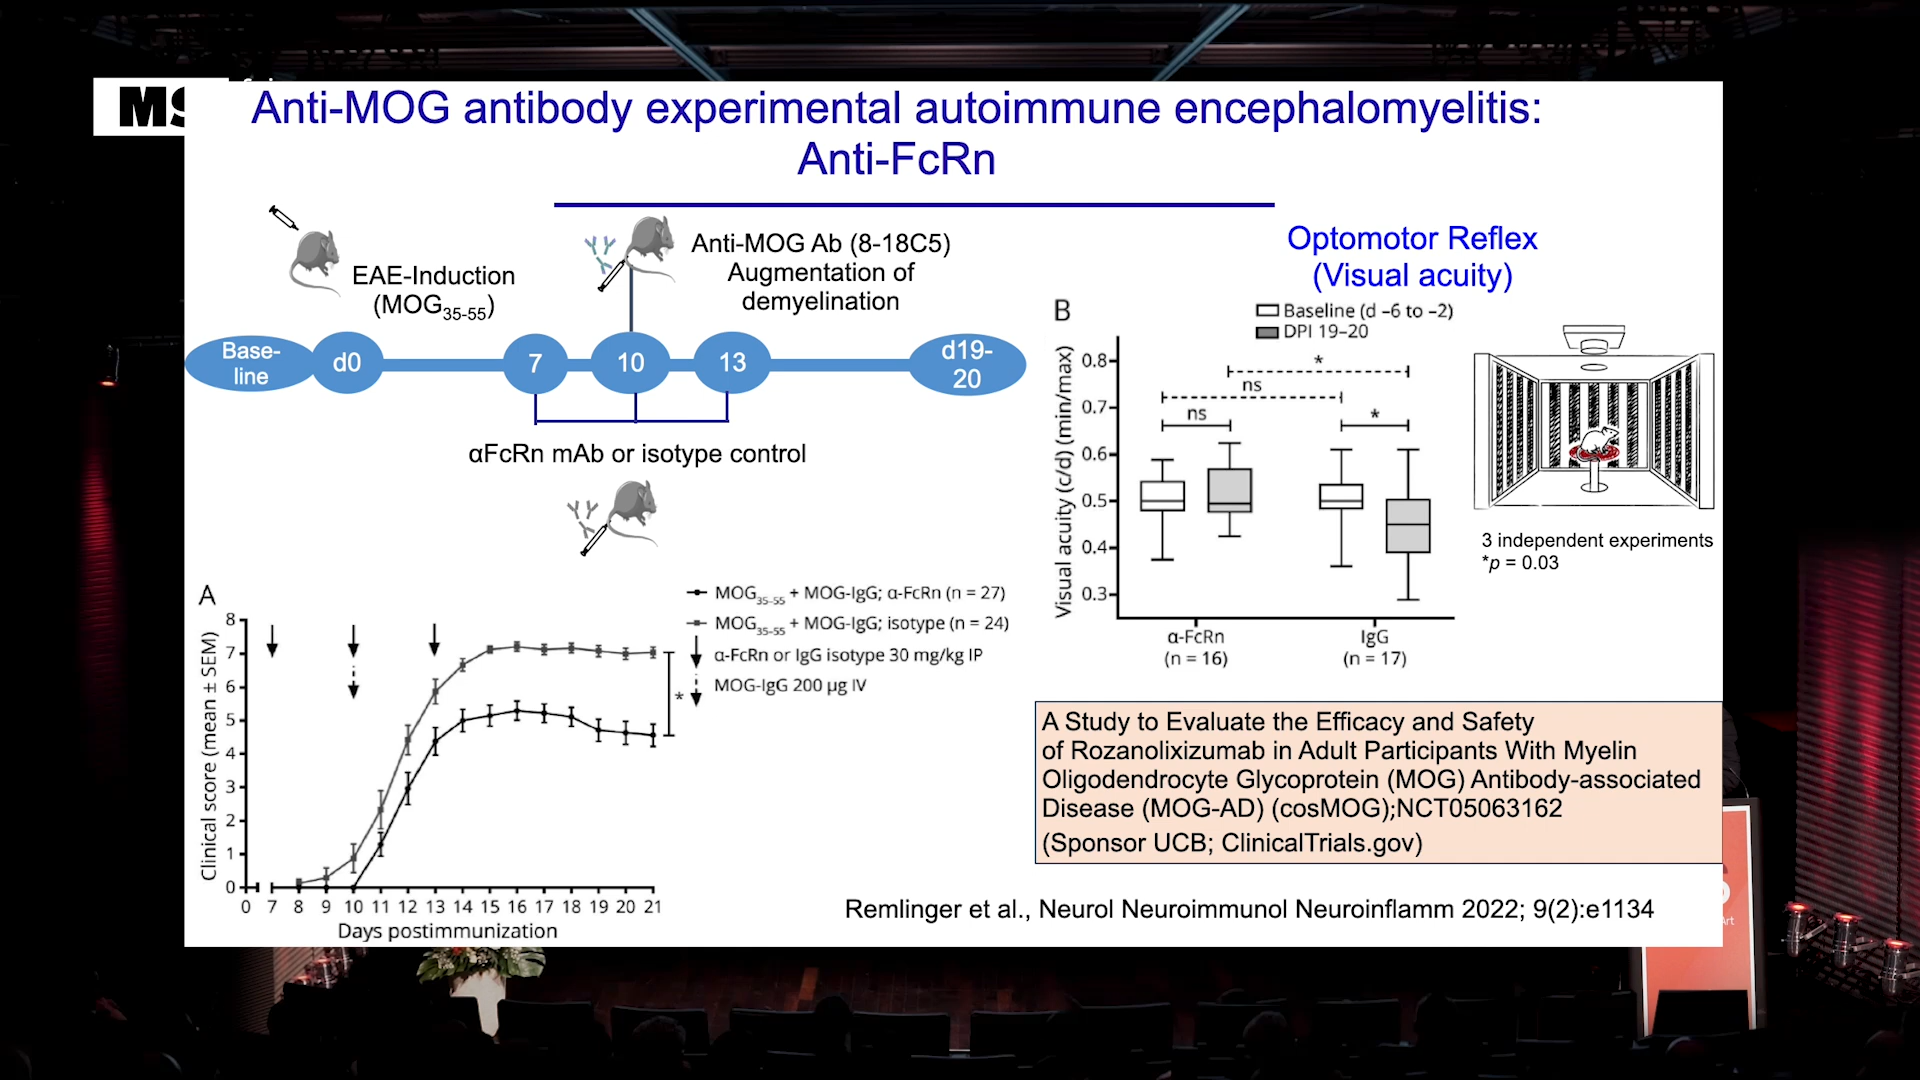 MS
Anti-MOG antibody experimental autoimmune encephalomyelitis:
Anti-FcRn
EAE-Induction
(MOG35-55)
Anti-MOG Ab (8-18C5)
Augmentation of
demyelination
Base-
line
d0
7
10
13
d19-
20
αFcRn mAb or isotype control
Optomotor Reflex
(Visual acuity)
B
Baseline (d –6 to –2)
DPI 19–20
Visual acuity (c/d) (min/max)
0.8
0.7
0.6
0.5
0.4
0.3
*
ns
ns
*
α-FcRn
(n = 16)
IgG
(n = 17)
3 independent experiments
*p = 0.03
A
Clinical score (mean ± SEM)
8
7
6
5
4
3
2
1
0
0 7 8 9 10 11 12 13 14 15 16 17 18 19 20 21
Days postimmunization
*
MOG35-55 + MOG-IgG; α-FcRn (n = 27)
MOG35-55 + MOG-IgG; isotype (n = 24)
α-FcRn or IgG isotype 30 mg/kg IP
MOG-IgG 200 µg IV
A Study to Evaluate the Efficacy and Safety
of Rozanolixizumab in Adult Participants With Myelin
Oligodendrocyte Glycoprotein (MOG) Antibody-associated
Disease (MOG-AD) (cosMOG);NCT05063162
(Sponsor UCB; ClinicalTrials.gov)
Remlinger et al., Neurol Neuroimmunol Neuroinflamm 2022; 9(2):e1134
Art